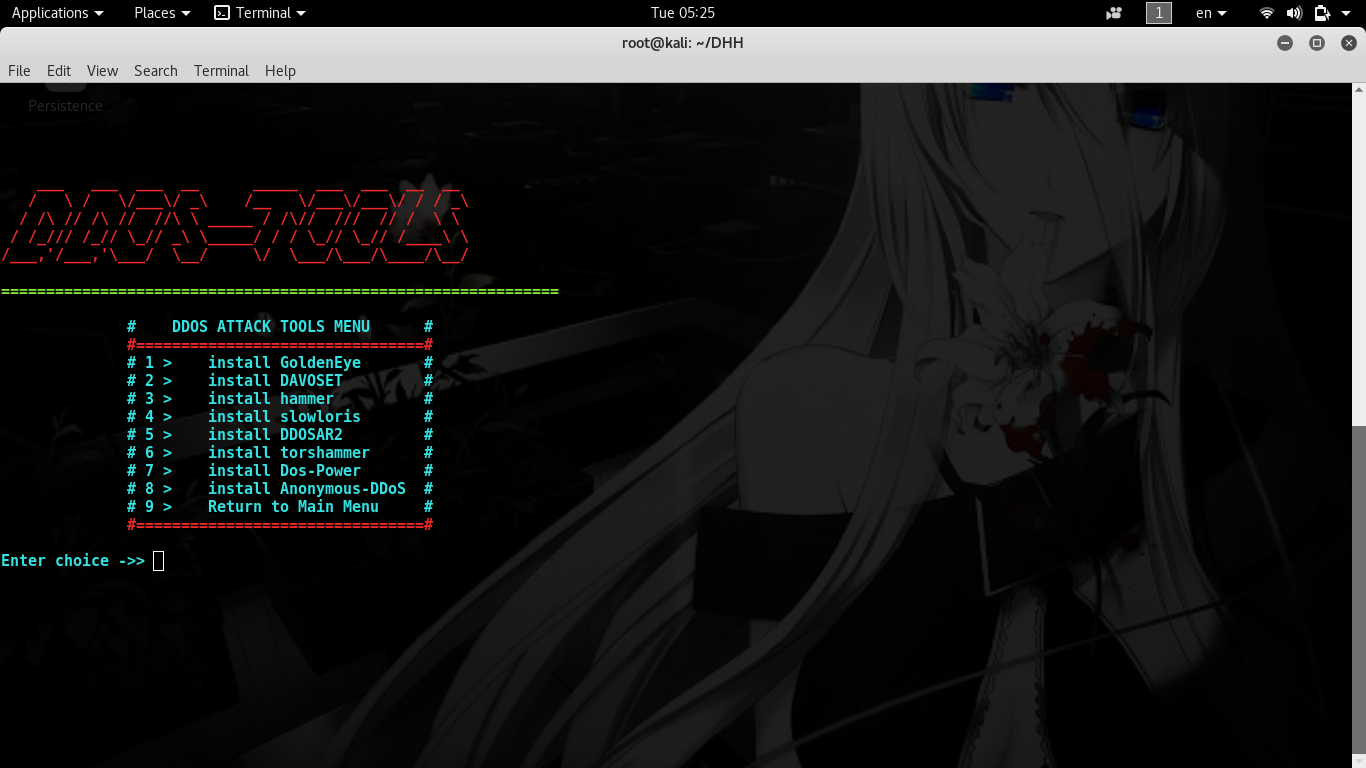 Applications Places Terminal Tue 05:25 1 en
root@kali: ~/DHH
File Edit View Search Terminal Help
Persistence
DDOS-TOOLS
==============================================================
# DDOS ATTACK TOOLS MENU #
#================================#
# 1 > install GoldenEye #
# 2 > install DAVOSET #
# 3 > install hammer #
# 4 > install slowloris #
# 5 > install DDOSAR2 #
# 6 > install torshammer #
# 7 > install Dos-Power #
# 8 > install Anonymous-DDoS #
# 9 > Return to Main Menu #
#================================#
Enter choice ->>